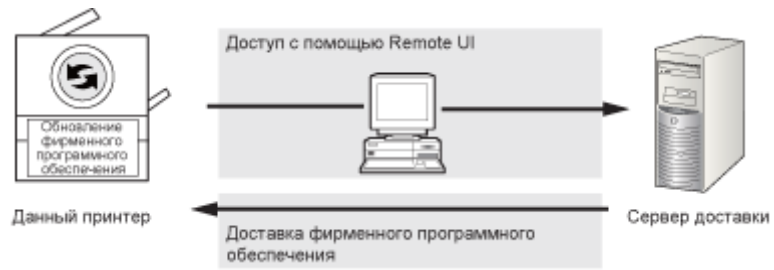 Доступ с помощью Remote UI
Обновление
фирменного
программного
обеспечения
Данный принтер
Сервер доставки
Доставка фирменного программного
обеспечения